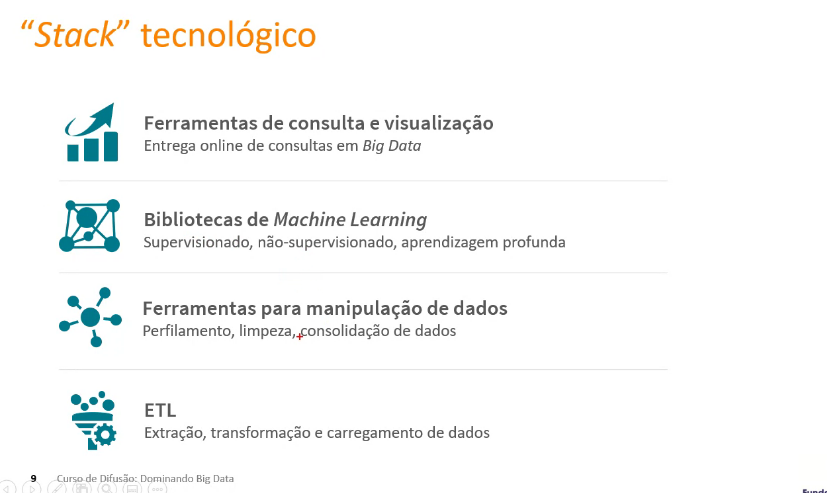 “Stack” tecnológico
Ferramentas de consulta e visualização
Entrega online de consultas em Big Data
Bibliotecas de Machine Learning
Supervisionado, não-supervisionado, aprendizagem profunda
Ferramentas para manipulação de dados
Perfilamento, limpeza, consolidação de dados
ETL
Extração, transformação e carregamento de dados
9 Curso de Difusão: Dominando Big Data